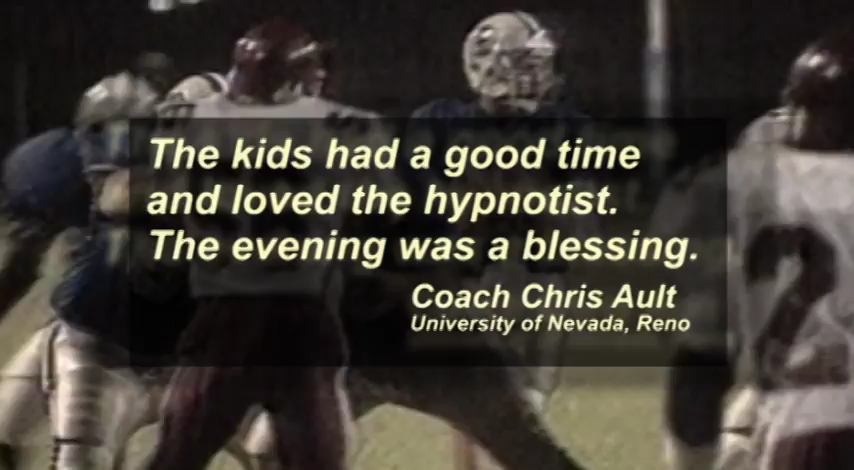 The kids had a good time
and loved the hypnotist.
The evening was a blessing.
Coach Chris Ault
University of Nevada, Reno
2